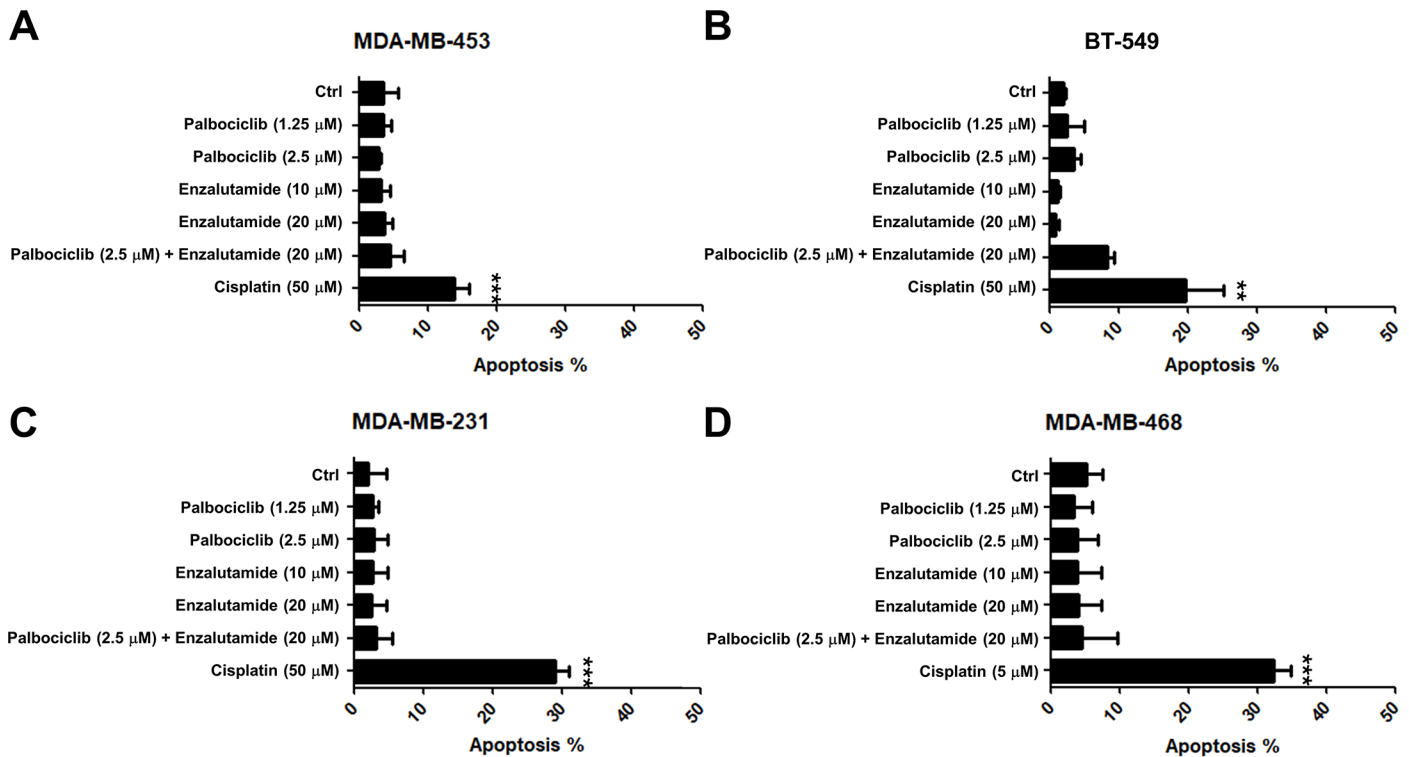 A
MDA-MB-453
Ctrl
Palbociclib (1.25 μM)
Palbociclib (2.5 μM)
Enzalutamide (10 μM)
Enzalutamide (20 μM)
Palbociclib (2.5 μM) + Enzalutamide (20 μM)
Cisplatin (50 μM)
***
0 10 20 30 40 50
Apoptosis %
B
BT-549
Ctrl
Palbociclib (1.25 μM)
Palbociclib (2.5 μM)
Enzalutamide (10 μM)
Enzalutamide (20 μM)
Palbociclib (2.5 μM) + Enzalutamide (20 μM)
Cisplatin (50 μM)
**
0 10 20 30 40 50
Apoptosis %
C
MDA-MB-231
Ctrl
Palbociclib (1.25 μM)
Palbociclib (2.5 μM)
Enzalutamide (10 μM)
Enzalutamide (20 μM)
Palbociclib (2.5 μM) + Enzalutamide (20 μM)
Cisplatin (50 μM)
***
0 10 20 30 40 50
Apoptosis %
D
MDA-MB-468
Ctrl
Palbociclib (1.25 μM)
Palbociclib (2.5 μM)
Enzalutamide (10 μM)
Enzalutamide (20 μM)
Palbociclib (2.5 μM) + Enzalutamide (20 μM)
Cisplatin (5 μM)
***
0 10 20 30 40 50
Apoptosis %